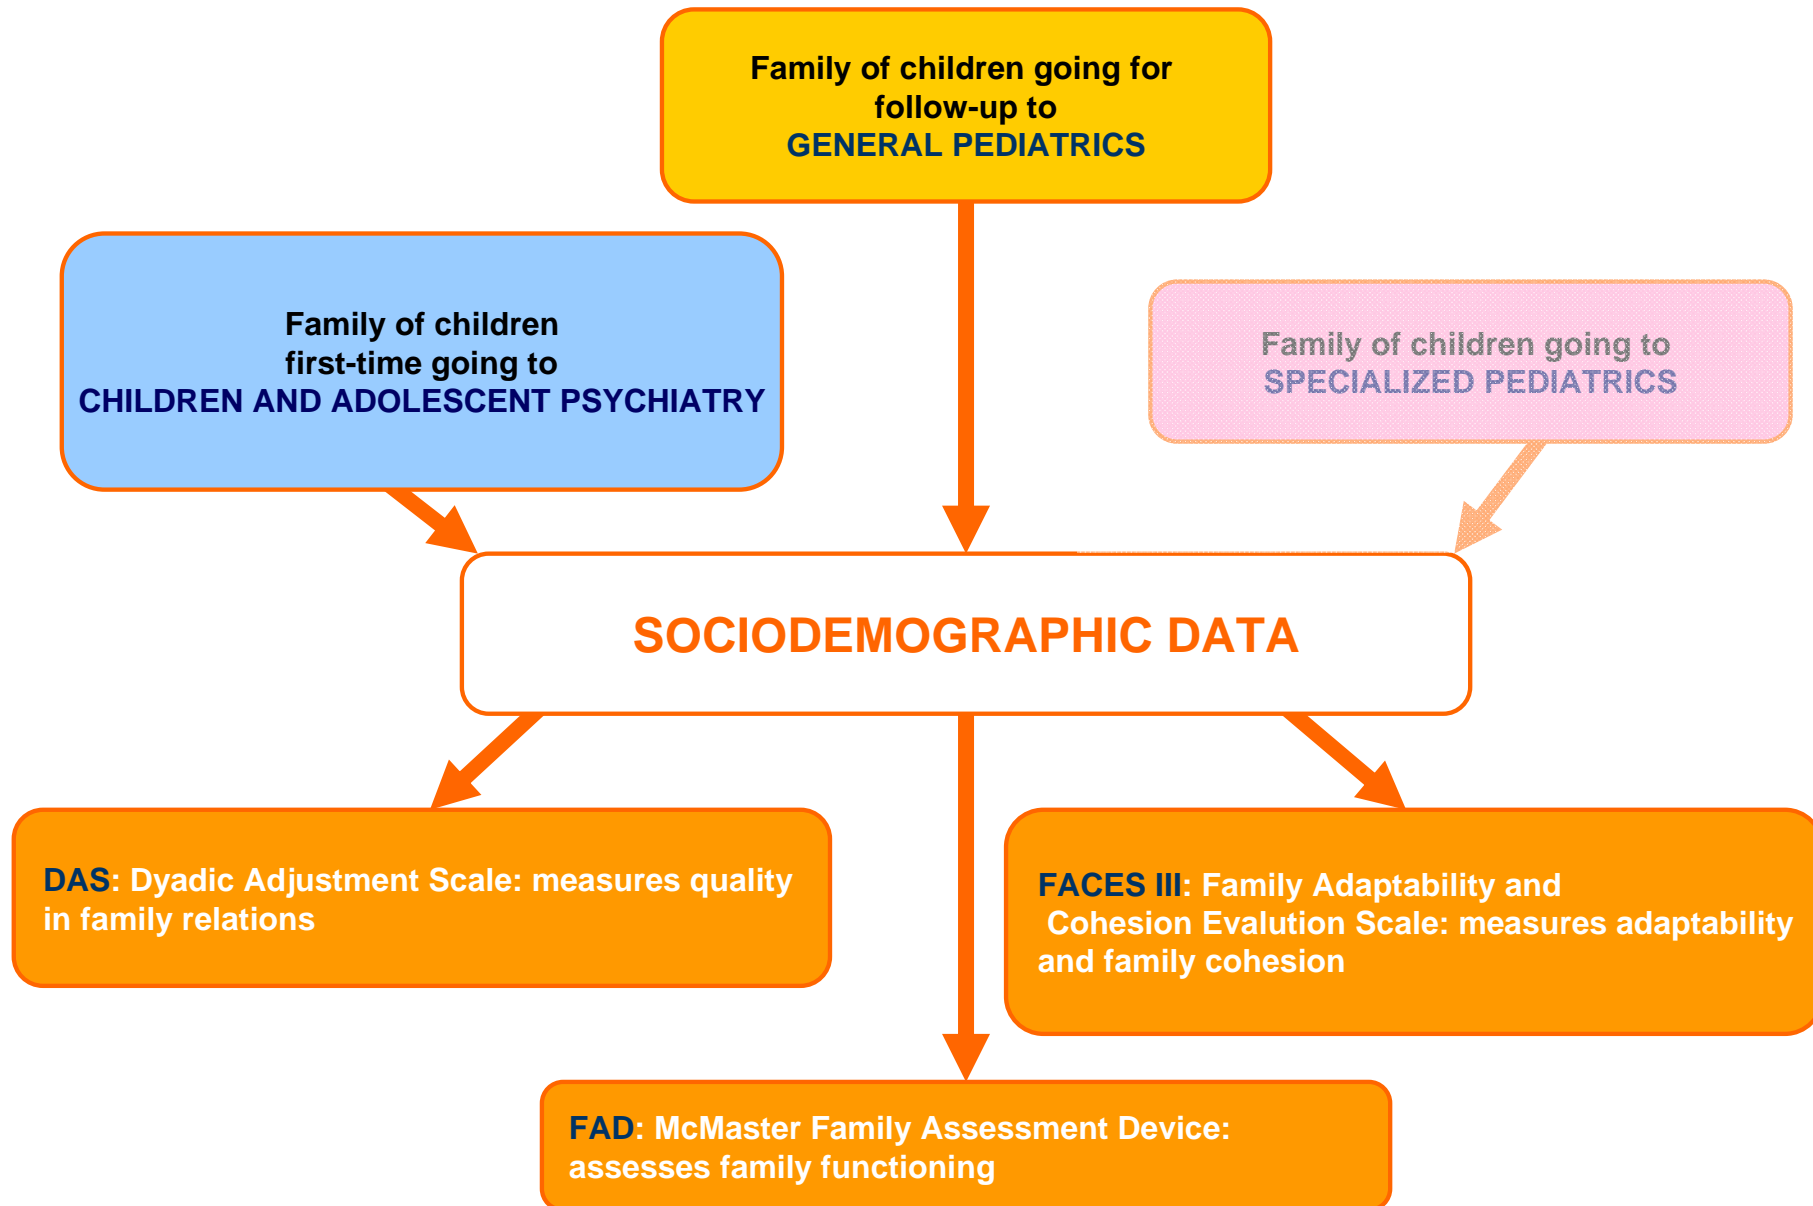 Family of children going for
follow-up to
GENERAL PEDIATRICS
Family of children
first-time going to
CHILDREN AND ADOLESCENT PSYCHIATRY
Family of children going to
SPECIALIZED PEDIATRICS
SOCIODEMOGRAPHIC DATA
DAS: Dyadic Adjustment Scale: measures quality
in family relations
FACES III: Family Adaptability and
Cohesion Evalution Scale: measures adaptability
and family cohesion
FAD: McMaster Family Assessment Device:
assesses family functioning